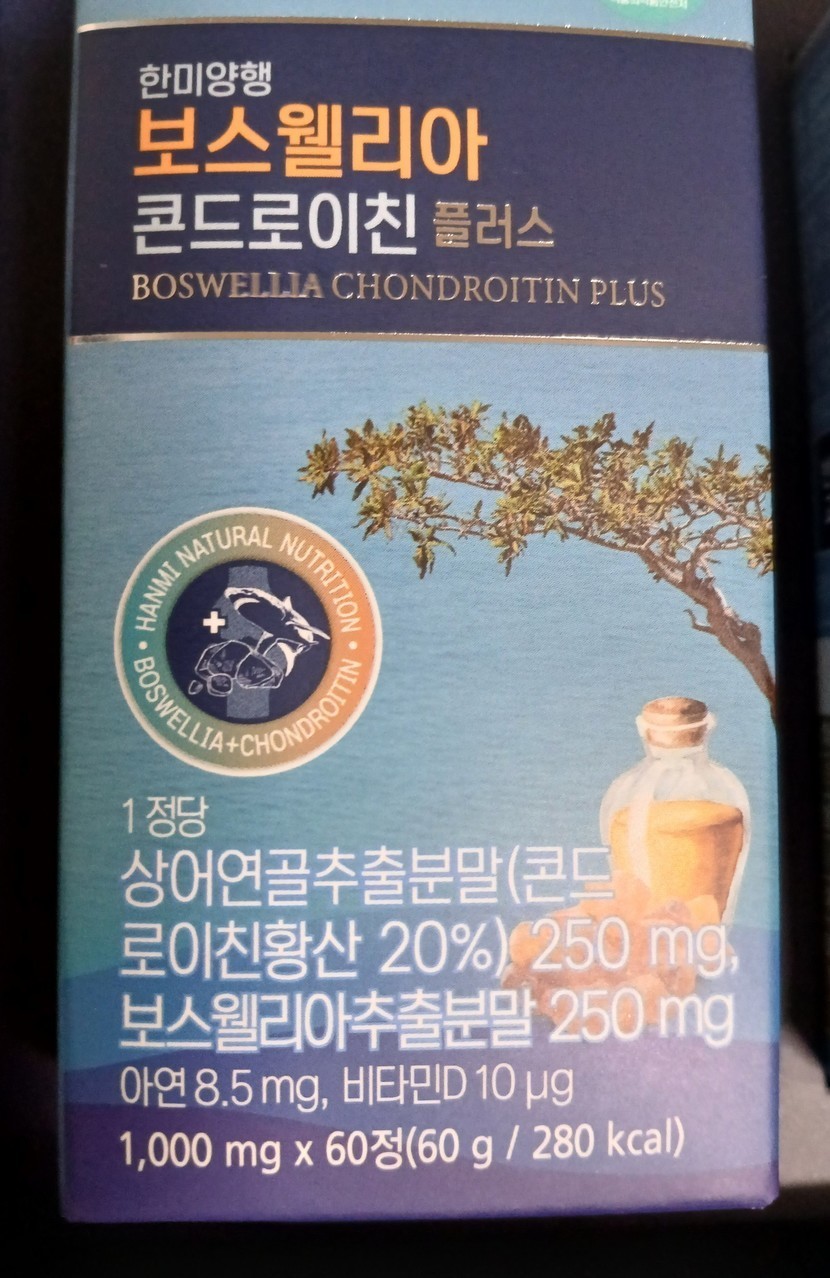 한미양행
보스웰리아
콘드로이친 플러스
BOSWELLIA CHONDROITIN PLUS
HANMI NATURAL NUTRITION
BOSWELLIA+CHONDROITIN
1 정당
상어연골추출분말(콘드
로이친황산 20%) 250 mg,
보스웰리아추출분말 250 mg
아연 8.5 mg, 비타민D 10 µg
1,000 mg x 60정(60 g / 280 kcal)